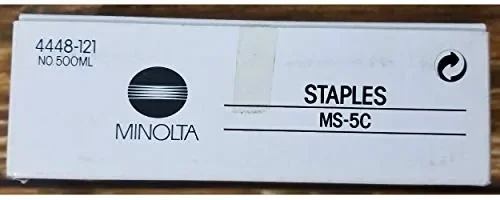 4448-121
NO.500ML
MINOLTA
STAPLES
MS-5C